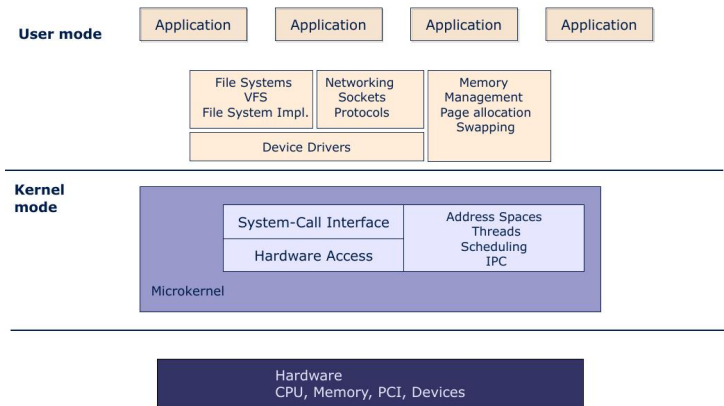 User mode
Application
Application
Application
Application
File Systems
VFS
File System Impl.
Networking
Sockets
Protocols
Memory
Management
Page allocation
Swapping
Device Drivers
Kernel
mode
System-Call Interface
Hardware Access
Address Spaces
Threads
Scheduling
IPC
Microkernel
Hardware
CPU, Memory, PCI, Devices